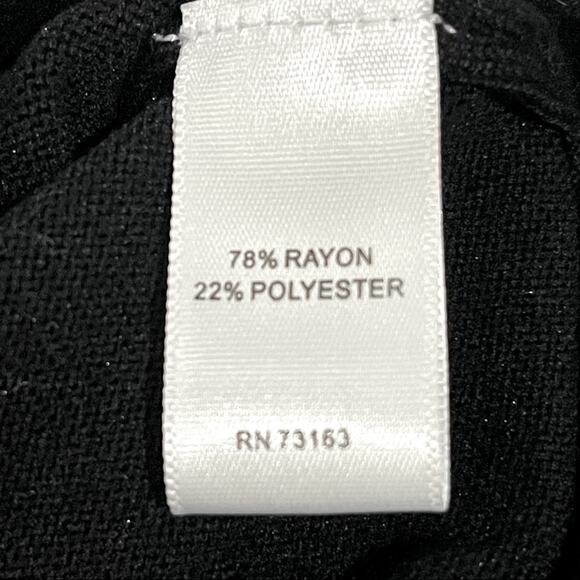 78% RAYON
22% POLYESTER
RN 73163